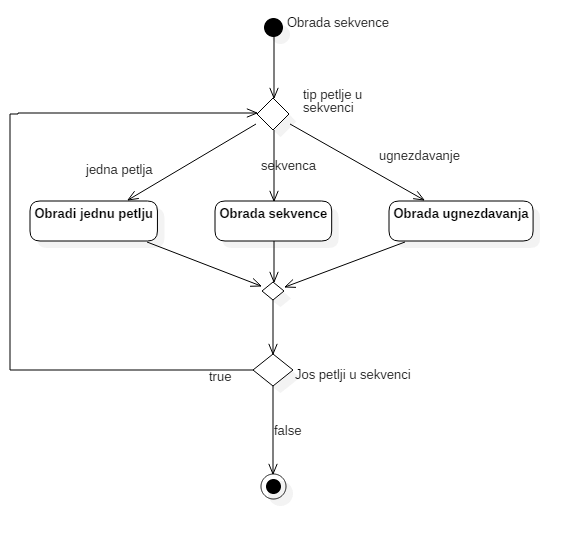 Obrada sekvence
tip petlje u
sekvenci
jedna petlja
sekvenca
ugnezdavanje
Obradi jednu petlju
Obrada sekvence
Obrada ugnezdavanja
true
Jos petlji u sekvenci
false